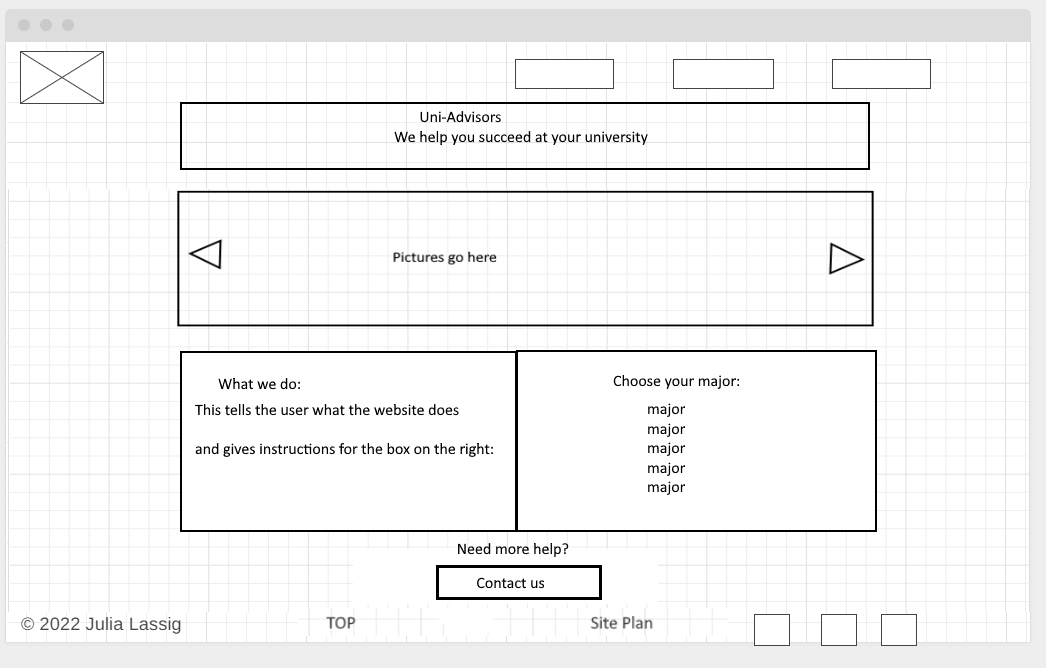 Uni-Advisors
We help you succeed at your university
Pictures go here
What we do:
This tells the user what the website does
and gives instructions for the box on the right:
Choose your major:
major
major
major
major
major
Need more help?
Contact us
© 2022 Julia Lassig
TOP
Site Plan